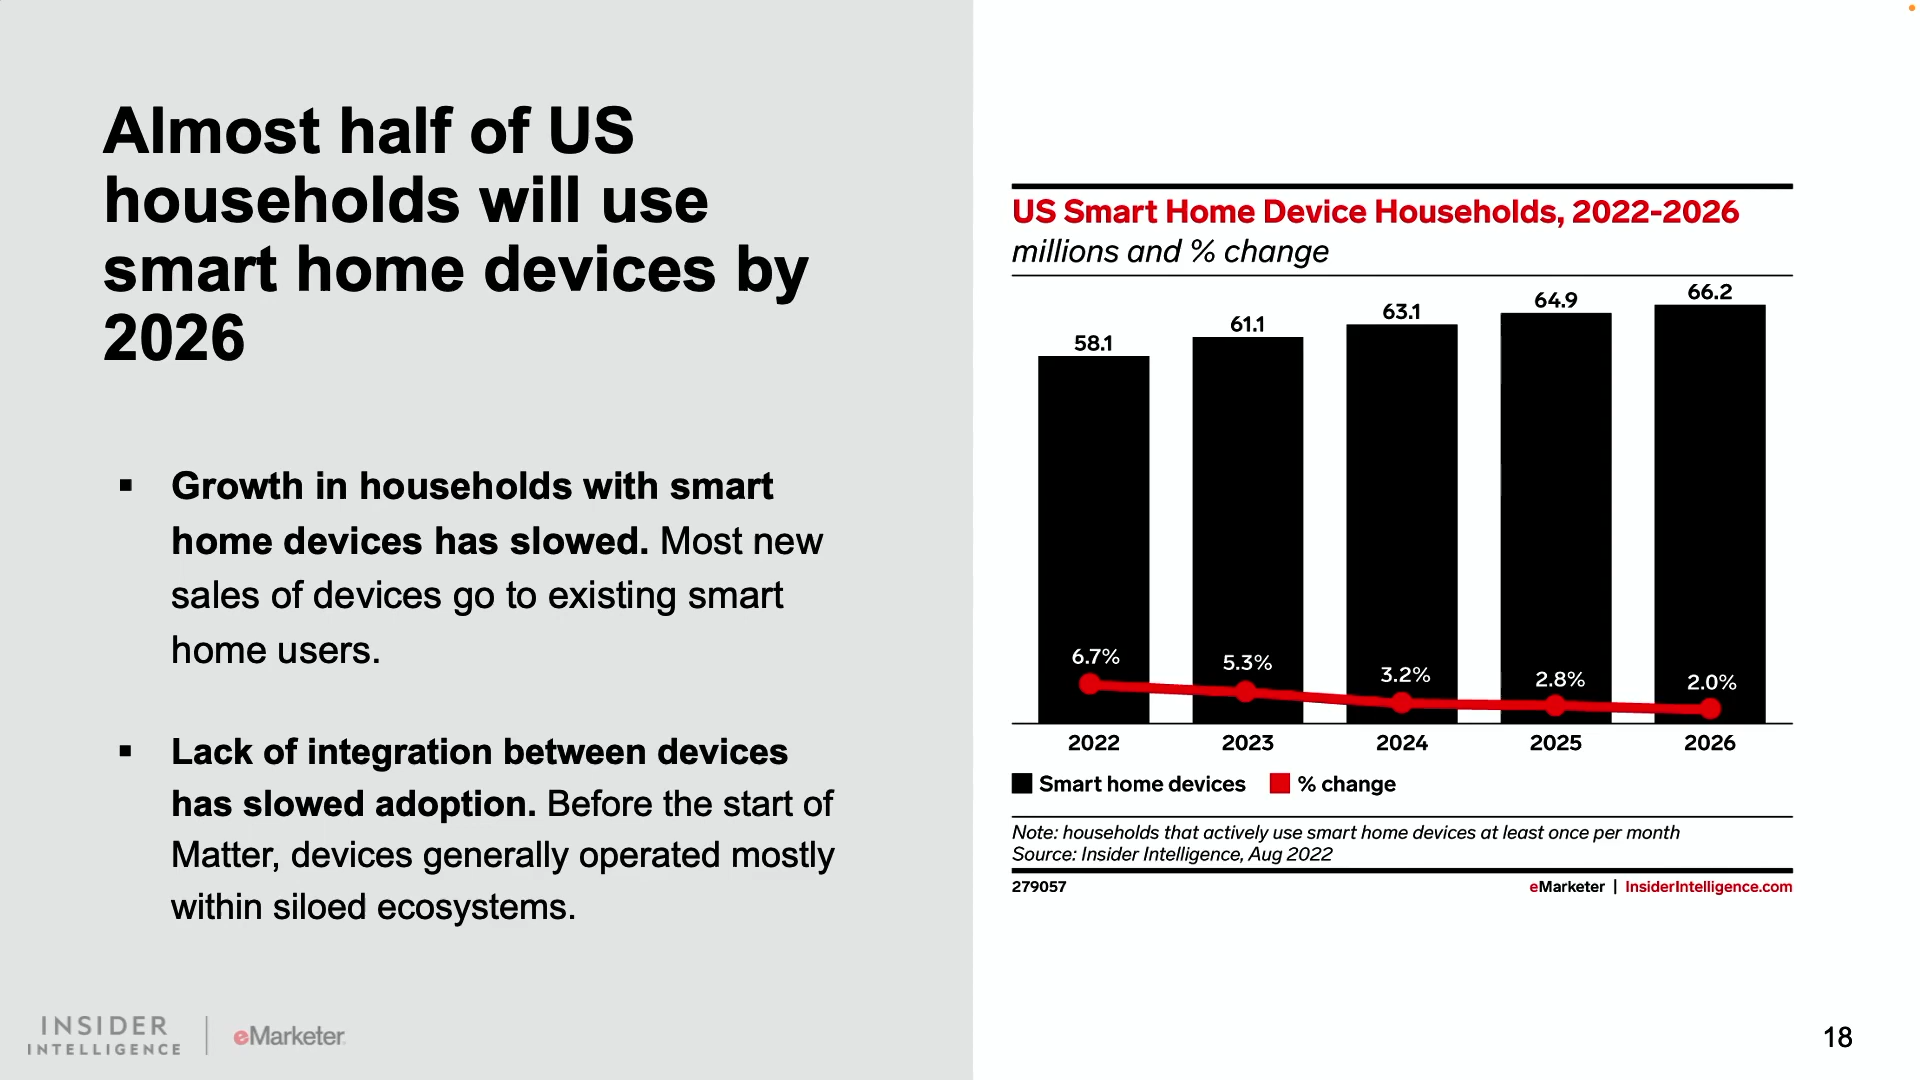 Almost half of US
households will use
smart home devices by
2026
▪ Growth in households with smart
home devices has slowed. Most new
sales of devices go to existing smart
home users.
▪ Lack of integration between devices
has slowed adoption. Before the start of
Matter, devices generally operated mostly
within siloed ecosystems.
INSIDER
INTELLIGENCE
eMarketer
US Smart Home Device Households, 2022-2026
millions and % change
58.1
61.1
63.1
64.9
66.2
6.7%
5.3%
3.2%
2.8%
2.0%
2022
2023
2024
2025
2026
Smart home devices
% change
Note: households that actively use smart home devices at least once per month
Source: Insider Intelligence, Aug 2022
279057
eMarketer | InsiderIntelligence.com
18